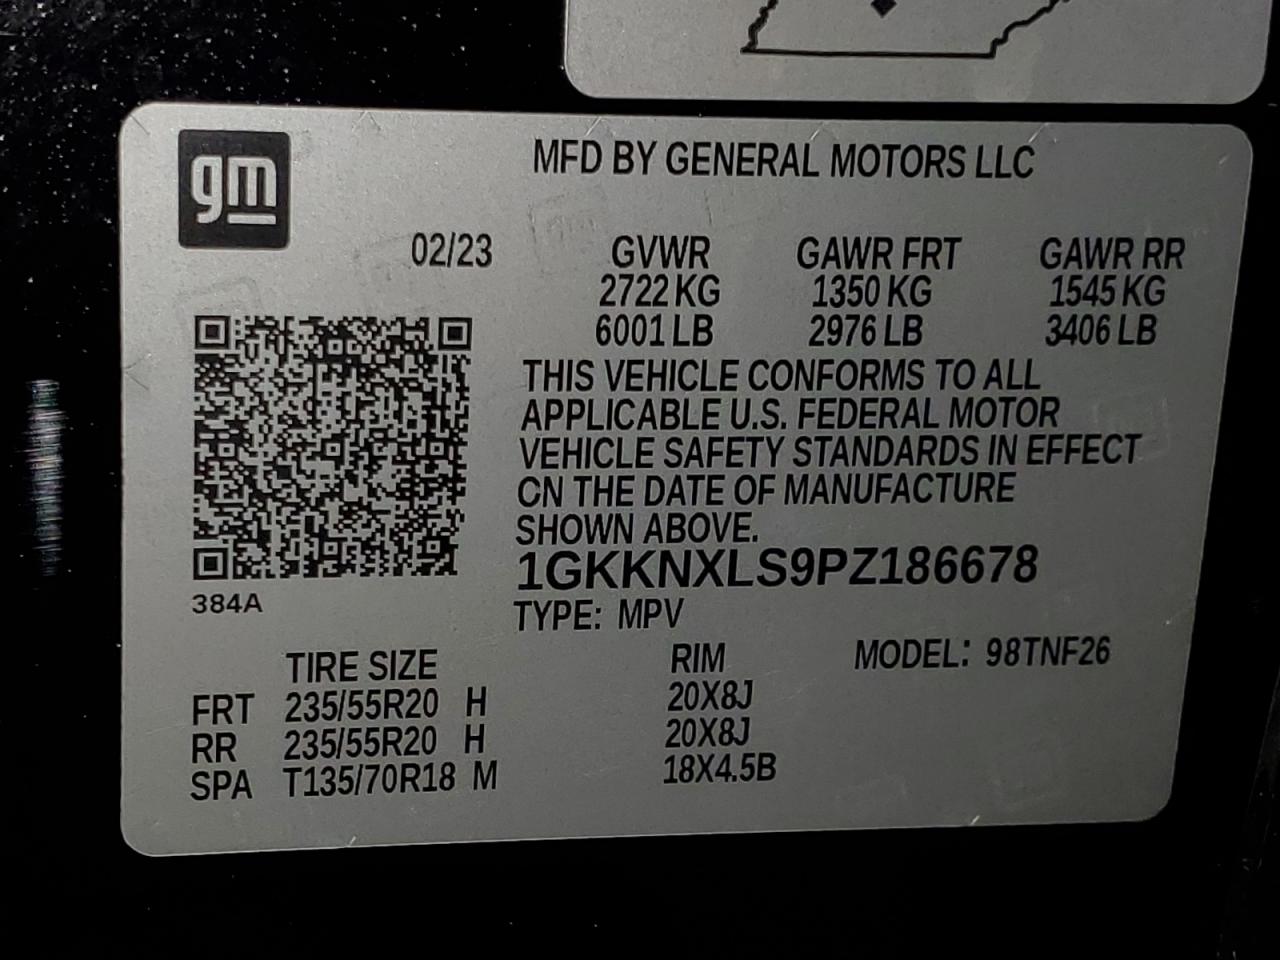 gm
MFD BY GENERAL MOTORS LLC
02/23 GVWR GAWR FRT GAWR RR
2722 KG 1350 KG 1545 KG
6001 LB 2976 LB 3406 LB
THIS VEHICLE CONFORMS TO ALL
APPLICABLE U.S. FEDERAL MOTOR
VEHICLE SAFETY STANDARDS IN EFFECT
ON THE DATE OF MANUFACTURE
SHOWN ABOVE.
1GKKNXLS9PZ186678
384A
TYPE: MPV
TIRE SIZE RIM MODEL: 98TNF26
FRT 235/55R20 H 20X8J
RR 235/55R20 H 20X8J
SPA T135/70R18 M 18X4.5B